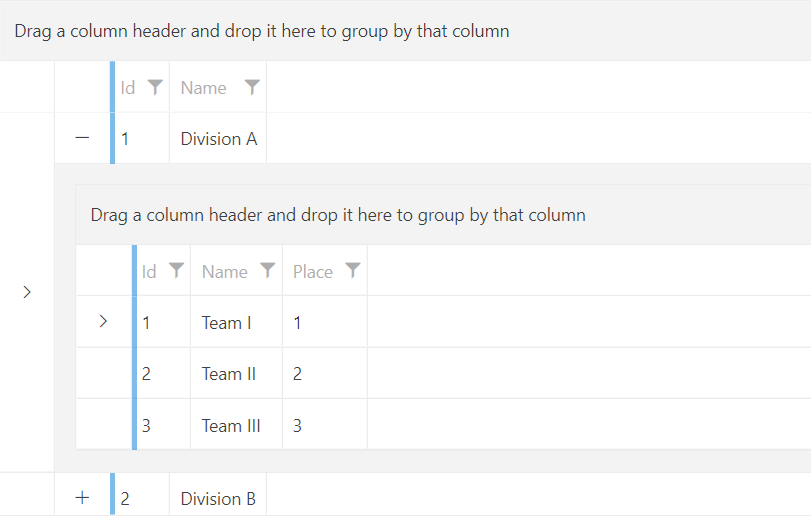 Drag a column header and drop it here to group by that column
Id Name
1 Division A
Drag a column header and drop it here to group by that column
Id Name Place
1 Team I 1
2 Team II 2
3 Team III 3
2 Division B